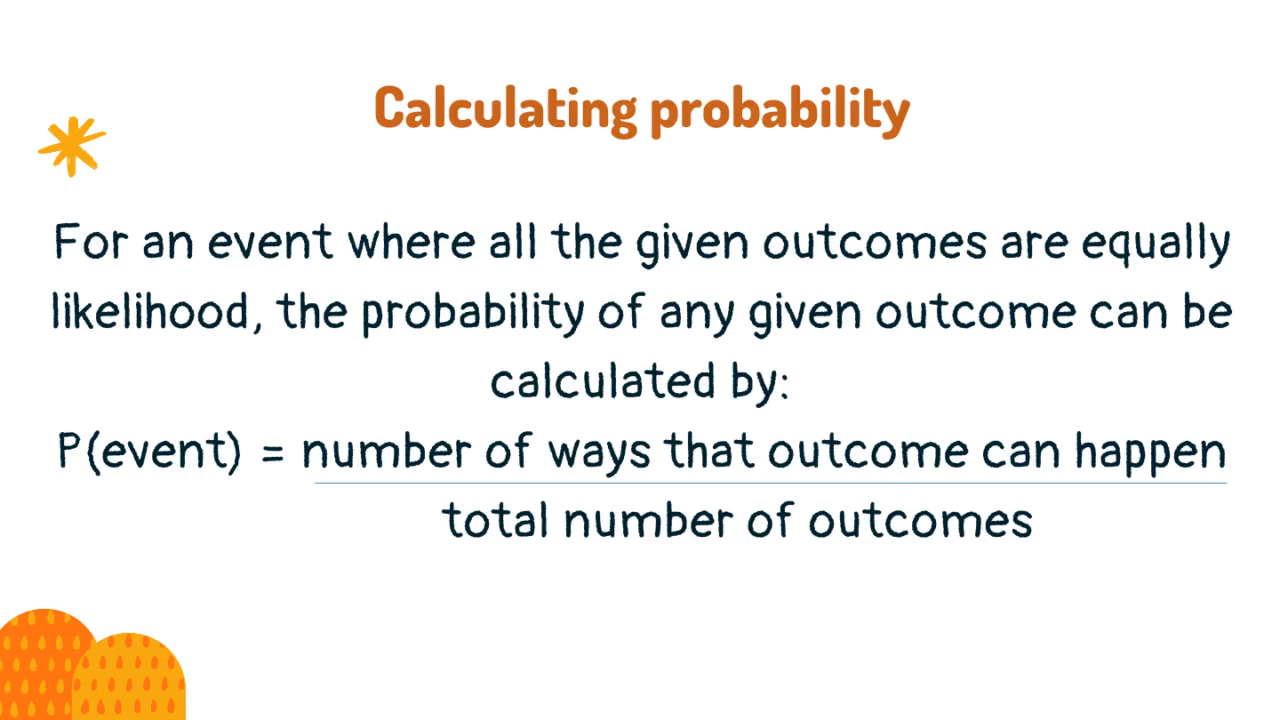 Calculating probability
For an event where all the given outcomes are equally
likelihood, the probability of any given outcome can be
calculated by:
P(event) = number of ways that outcome can happen
total number of outcomes